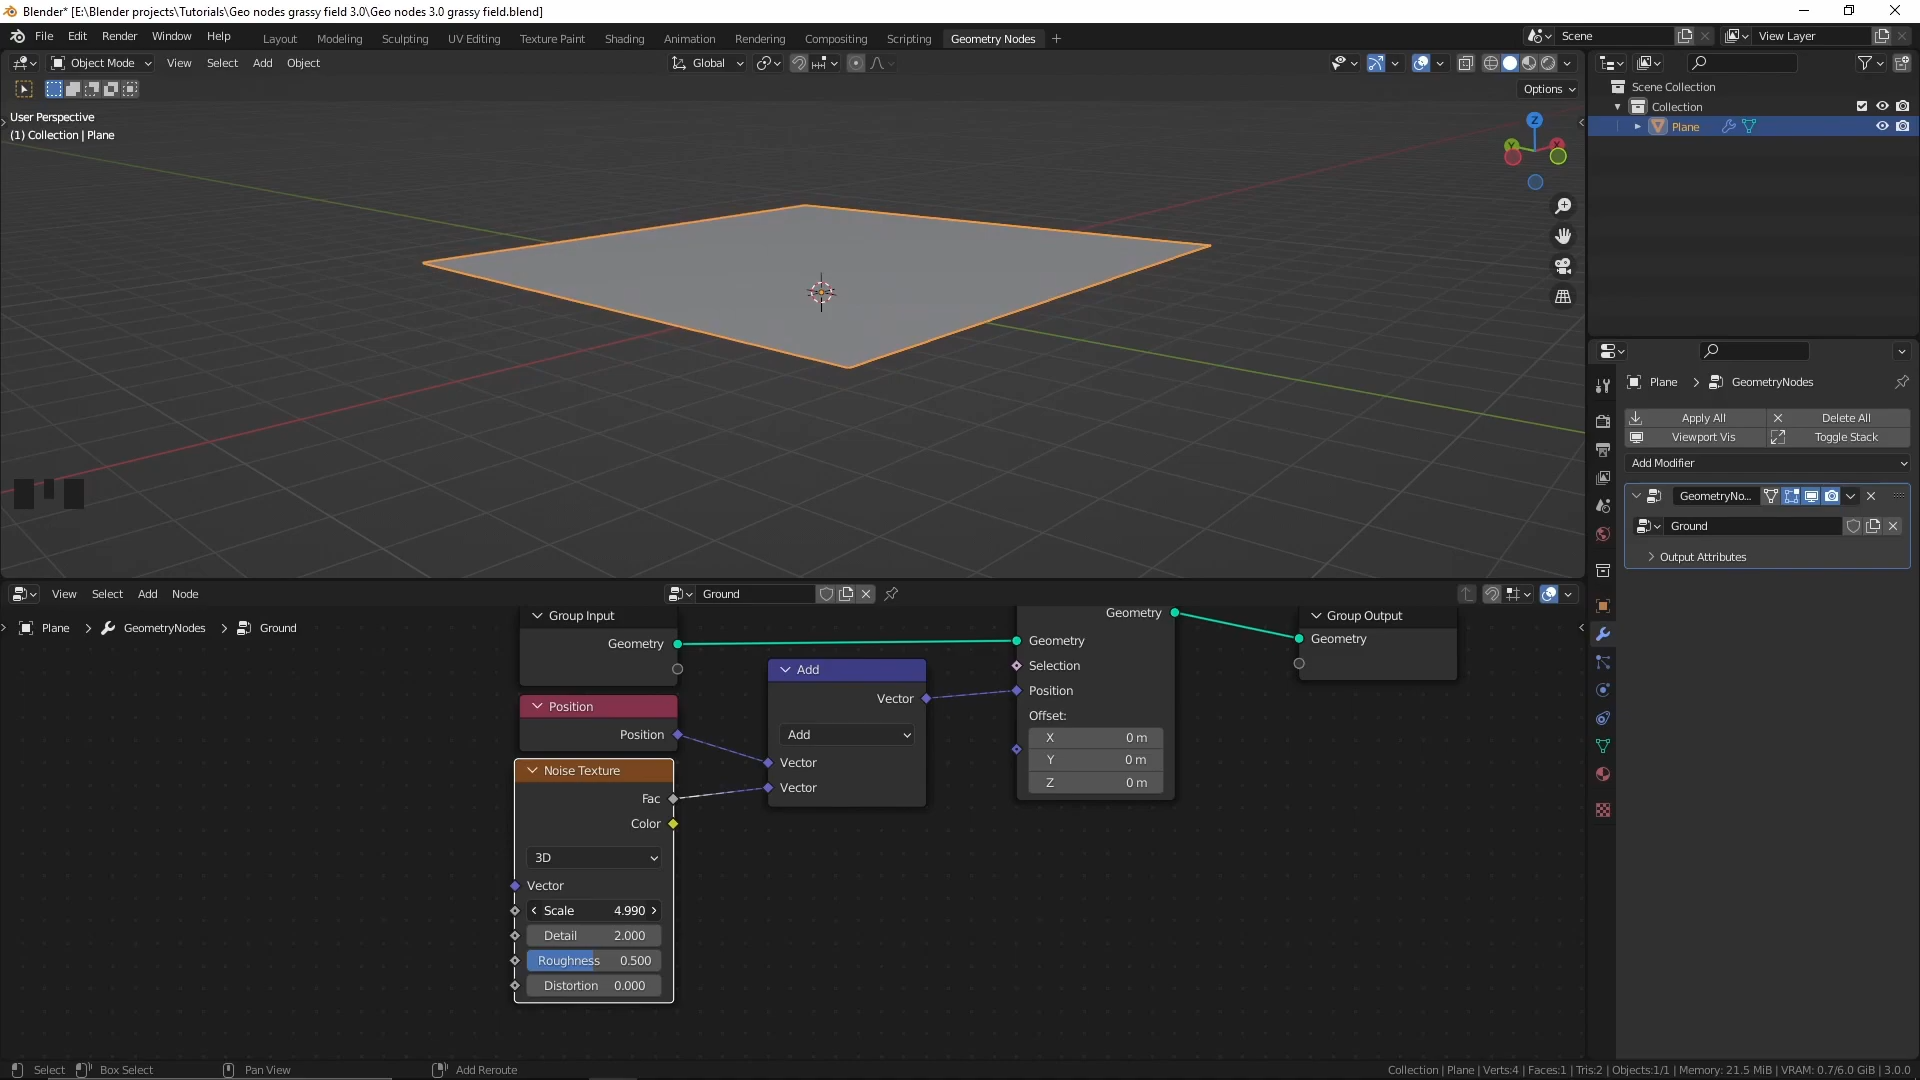 Blender* [E:\Blender projects\Tutorials\Geo nodes grassy field 3.0\Geo nodes 3.0 grassy field.blend]
File Edit Render Window Help Layout Modeling Sculpting UV Editing Texture Paint Shading Animation Rendering Compositing Scripting Geometry Nodes + Scene View Layer
Object Mode View Select Add Object Global
Options
User Perspective
(1) Collection | Plane
Z
Y
X
Scene Collection
Collection
Plane
Plane > GeometryNodes
Apply All Delete All
Viewport Vis Toggle Stack
Add Modifier
GeometryNo...
Ground
Output Attributes
View Select Add Node Ground
Plane > GeometryNodes > Ground
Group Input
Geometry
Position
Position
Noise Texture
Fac
Color
3D
Vector
Scale 4.990
Detail 2.000
Roughness 0.500
Distortion 0.000
Add
Vector
Add
Vector
Vector
Geometry
Geometry
Selection
Position
Offset:
X 0 m
Y 0 m
Z 0 m
Group Output
Geometry
Select Box Select Pan View Add Reroute Collection | Plane | Verts:4 | Faces:1 | Tris:2 | Objects:1/1 | Memory: 21.5 MiB | VRAM: 0.7/6.0 GiB | 3.0.0